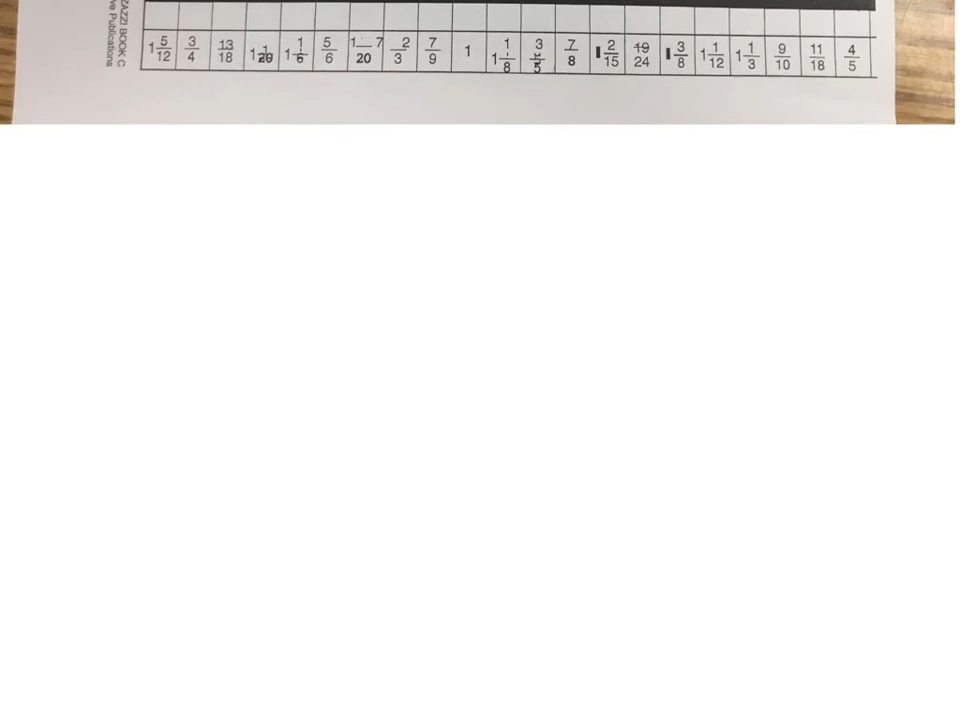 1 5/12 3/4 13/18 1 1/20 1 1/6 5/6 1 7/20 2/3 7/9 1 1 1/8 3/5 7/8 1 2/15 19/24 1 3/8 1 1/12 1 1/3 9/10 11/18 4/5
ZAZZI BOOK C
ve Publications